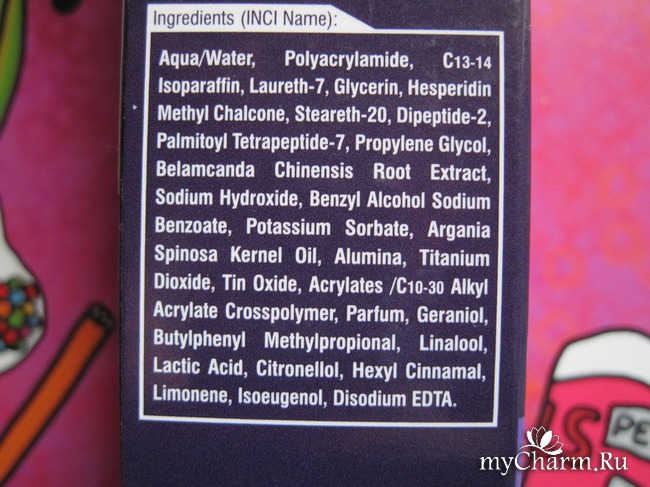 Ingredients (INCI Name):
Aqua/Water, Polyacrylamide, C13-14
Isoparaffin, Laureth-7, Glycerin, Hesperidin
Methyl Chalcone, Steareth-20, Dipeptide-2,
Palmitoyl Tetrapeptide-7, Propylene Glycol,
Belamcanda Chinensis Root Extract,
Sodium Hydroxide, Benzyl Alcohol Sodium
Benzoate, Potassium Sorbate, Argania
Spinosa Kernel Oil, Alumina, Titanium
Dioxide, Tin Oxide, Acrylates /C10-30 Alkyl
Acrylate Crosspolymer, Parfum, Geraniol,
Butylphenyl Methylpropional, Linalool,
Lactic Acid, Citronellol, Hexyl Cinnamal,
Limonene, Isoeugenol, Disodium EDTA.
myCharm.Ru